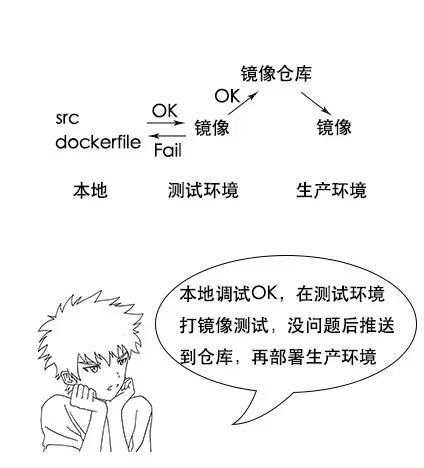 镜像仓库
OK
OK
src
dockerfile
镜像
镜像
Fail
本地
测试环境
生产环境
本地调试OK，在测试环境
打镜像测试，没问题后推送
到仓库，再部署生产环境